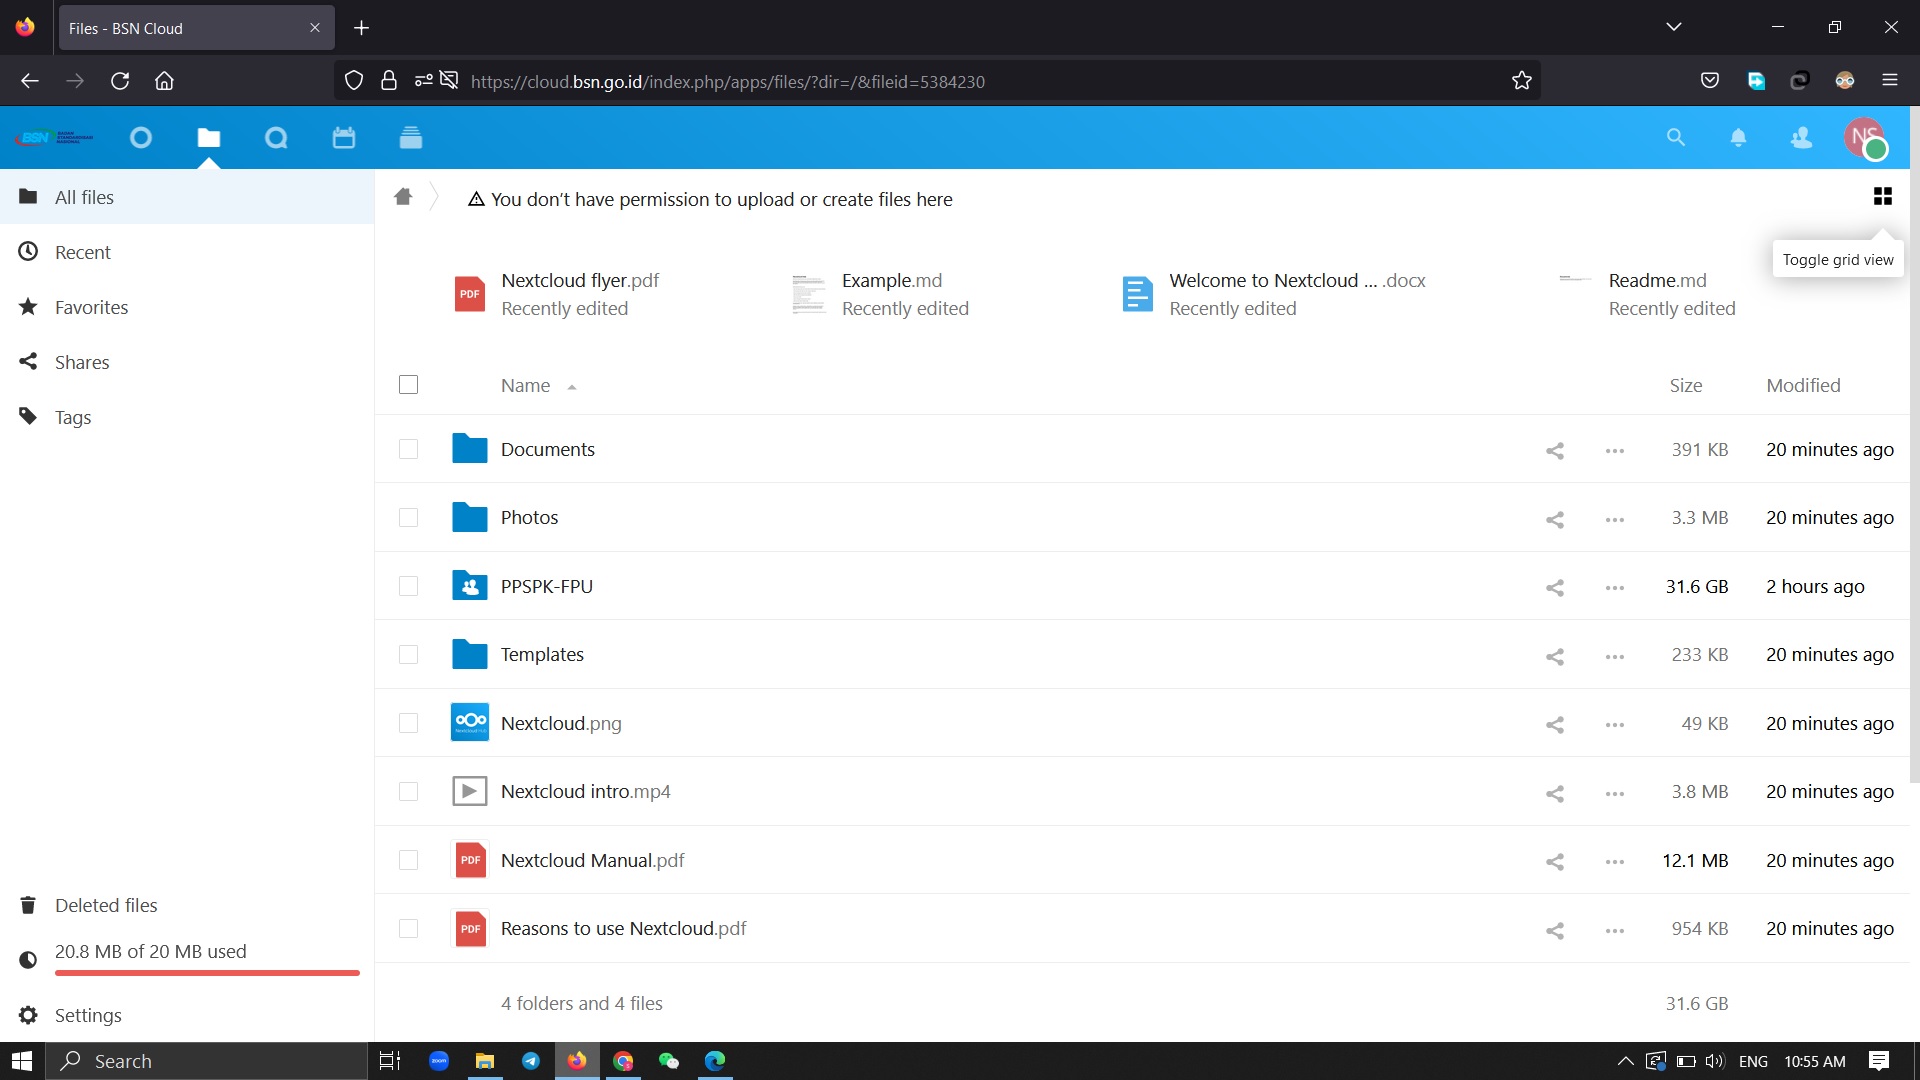 Files - BSN Cloud
https://cloud.bsn.go.id/index.php/apps/files/?dir=/&fileid=5384230
BSN BADAN STANDARDISASI NASIONAL
NS
All files
Recent
Favorites
Shares
Tags
Deleted files
20.8 MB of 20 MB used
Settings
You don't have permission to upload or create files here
Toggle grid view
PDF
Nextcloud flyer.pdf
Recently edited
Example.md
Recently edited
Welcome to Nextcloud ... .docx
Recently edited
Readme.md
Recently edited
Name Size Modified
Documents 391 KB 20 minutes ago
Photos 3.3 MB 20 minutes ago
PPSPK-FPU 31.6 GB 2 hours ago
Templates 233 KB 20 minutes ago
Nextcloud.png 49 KB 20 minutes ago
Nextcloud intro.mp4 3.8 MB 20 minutes ago
PDF Nextcloud Manual.pdf 12.1 MB 20 minutes ago
PDF Reasons to use Nextcloud.pdf 954 KB 20 minutes ago
4 folders and 4 files 31.6 GB
Search
zoom
ENG
10:55 AM